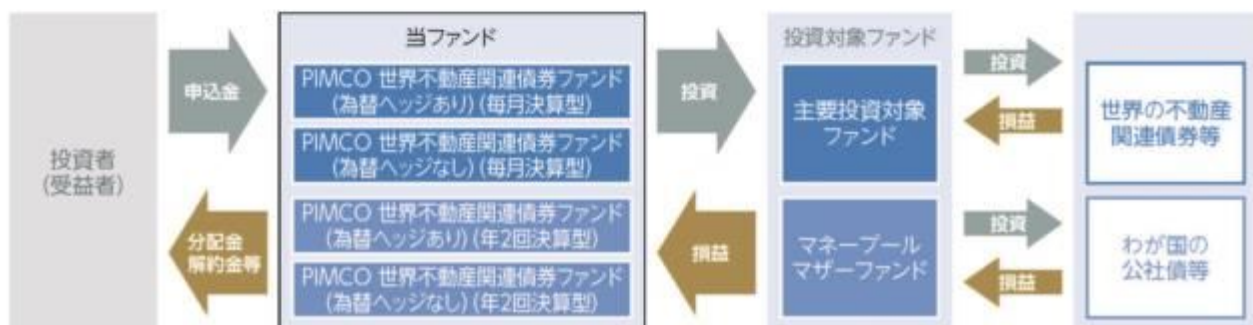 投資者
(受益者)
申込金
分配金
解約金等
当ファンド
PIMCO 世界不動産関連債券ファンド
(為替ヘッジあり)(毎月決算型)
PIMCO 世界不動産関連債券ファンド
(為替ヘッジなし)(毎月決算型)
PIMCO 世界不動産関連債券ファンド
(為替ヘッジあり)(年2回決算型)
PIMCO 世界不動産関連債券ファンド
(為替ヘッジなし)(年2回決算型)
投資
損益
投資対象ファンド
主要投資対象
ファンド
マネープール
マザーファンド
投資
損益
投資
損益
世界の不動産
関連債券等
わが国の
公社債等